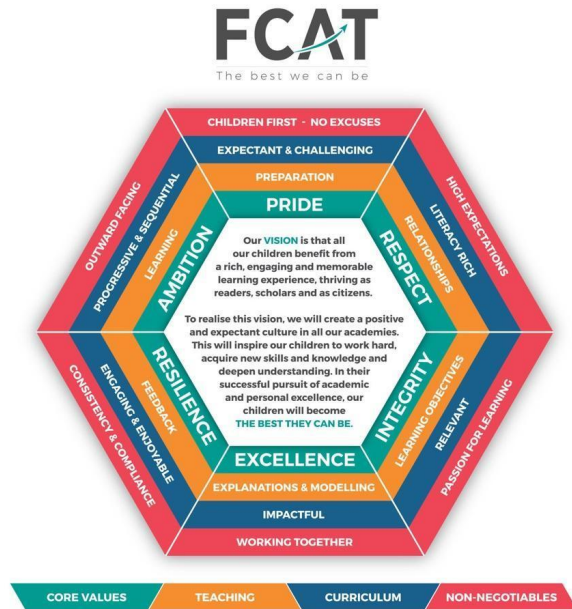 FCAT
The best we can be
CHILDREN FIRST - NO EXCUSES
EXPECTANT & CHALLENGING
PREPARATION
PRIDE
HIGH EXPECTATIONS
LITERACY RICH
RELATIONSHIPS
RESPECT
PASSION FOR LEARNING
RELEVANT
LEARNING OBJECTIVES
INTEGRITY
EXCELLENCE
EXPLANATIONS & MODELLING
IMPACTFUL
WORKING TOGETHER
CONSISTENCY & COMPLIANCE
ENGAGING & ENJOYABLE
FEEDBACK
RESILIENCE
OUTWARD FACING
PROGRESSIVE & SEQUENTIAL
LEARNING
AMBITION
Our VISION is that all
our children benefit from
a rich, engaging and memorable
learning experience, thriving as
readers, scholars and as citizens.
To realise this vision, we will create a positive
and expectant culture in all our academies.
This will inspire our children to work hard,
acquire new skills and knowledge and
deepen understanding. In their
successful pursuit of academic
and personal excellence, our
children will become
THE BEST THEY CAN BE.
CORE VALUES
TEACHING
CURRICULUM
NON-NEGOTIABLES